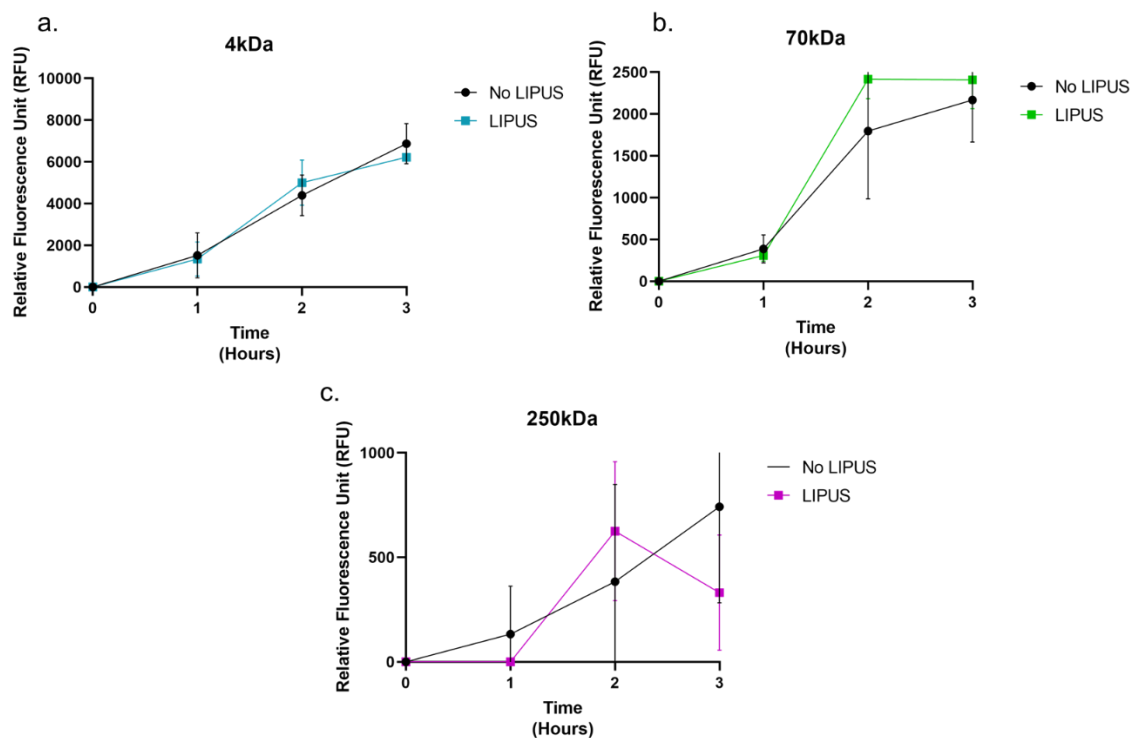 a.
4kDa
Relative Fluorescence Unit (RFU)
10000
8000
6000
4000
2000
0
0 1 2 3
Time
(Hours)
No LIPUS
LIPUS
b.
70kDa
Relative Fluorescence Unit (RFU)
2500
2000
1500
1000
500
0
0 1 2 3
Time
(Hours)
No LIPUS
LIPUS
c.
250kDa
Relative Fluorescence Unit (RFU)
1000
500
0
0 1 2 3
Time
(Hours)
No LIPUS
LIPUS